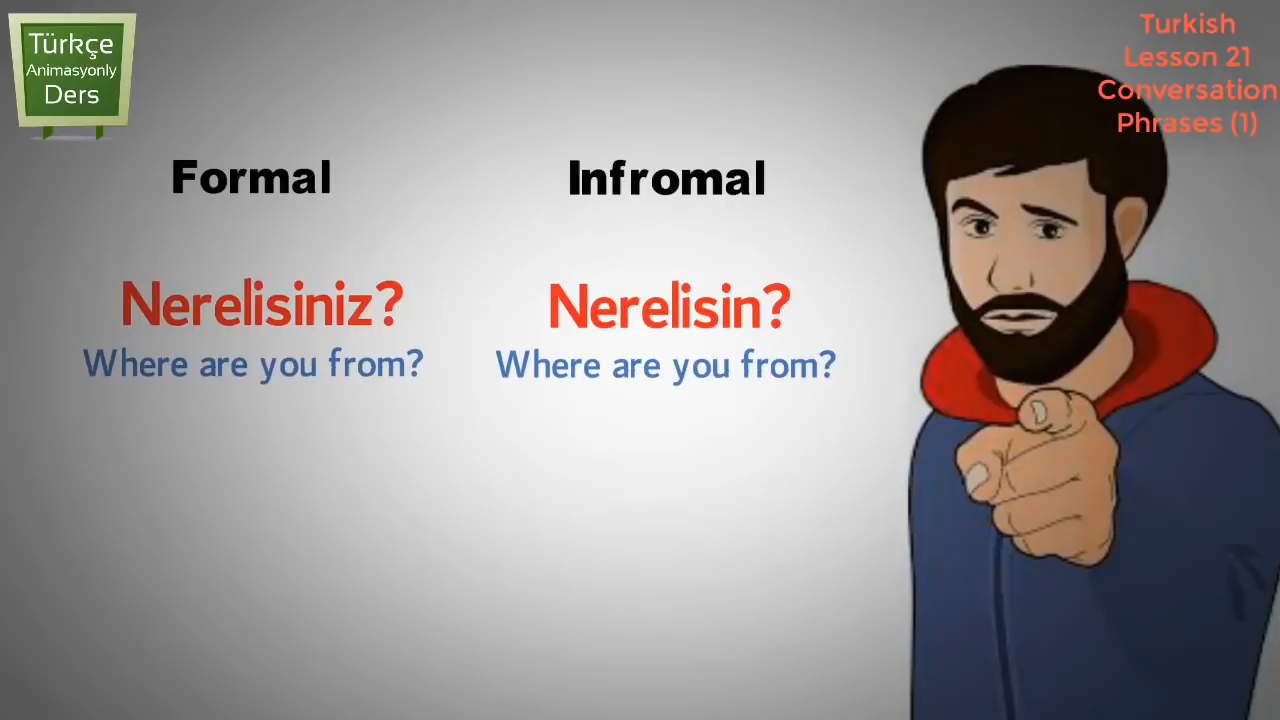 Türkçe
Animasyonly
Ders
Turkish
Lesson 21
Conversation
Phrases (1)
Formal
Infromal
Nerelisiniz?
Nerelisin?
Where are you from?
Where are you from?